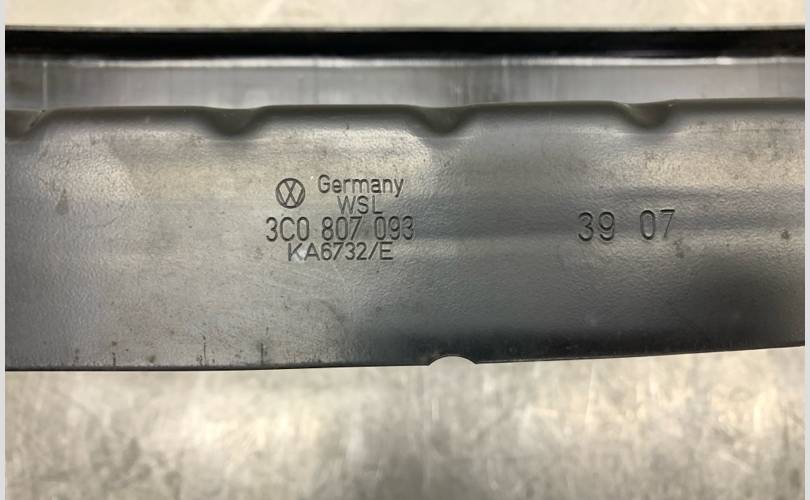 Germany
WSL
3C0 807 093
KA6732/E
39 07